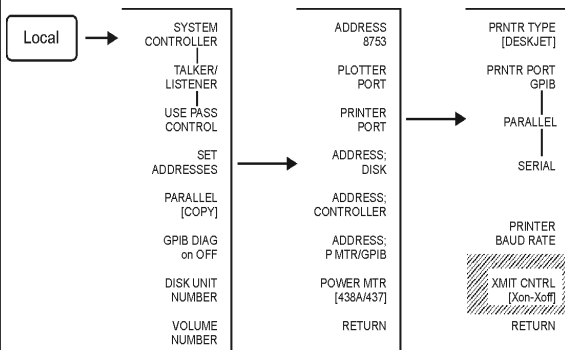 Local
SYSTEM
CONTROLLER
TALKER/
LISTENER
USE PASS
CONTROL
SET
ADDRESSES
PARALLEL
[COPY]
GPIB DIAG
on OFF
DISK UNIT
NUMBER
VOLUME
NUMBER
ADDRESS
8753
PLOTTER
PORT
PRINTER
PORT
ADDRESS;
DISK
ADDRESS;
CONTROLLER
ADDRESS;
P MTR/GPIB
POWER MTR
[438A/437]
RETURN
PRNTR TYPE
[DESKJET]
PRNTR PORT
GPIB
PARALLEL
SERIAL
PRINTER
BAUD RATE
XMIT CNTRL
[Xon-Xoff]
RETURN